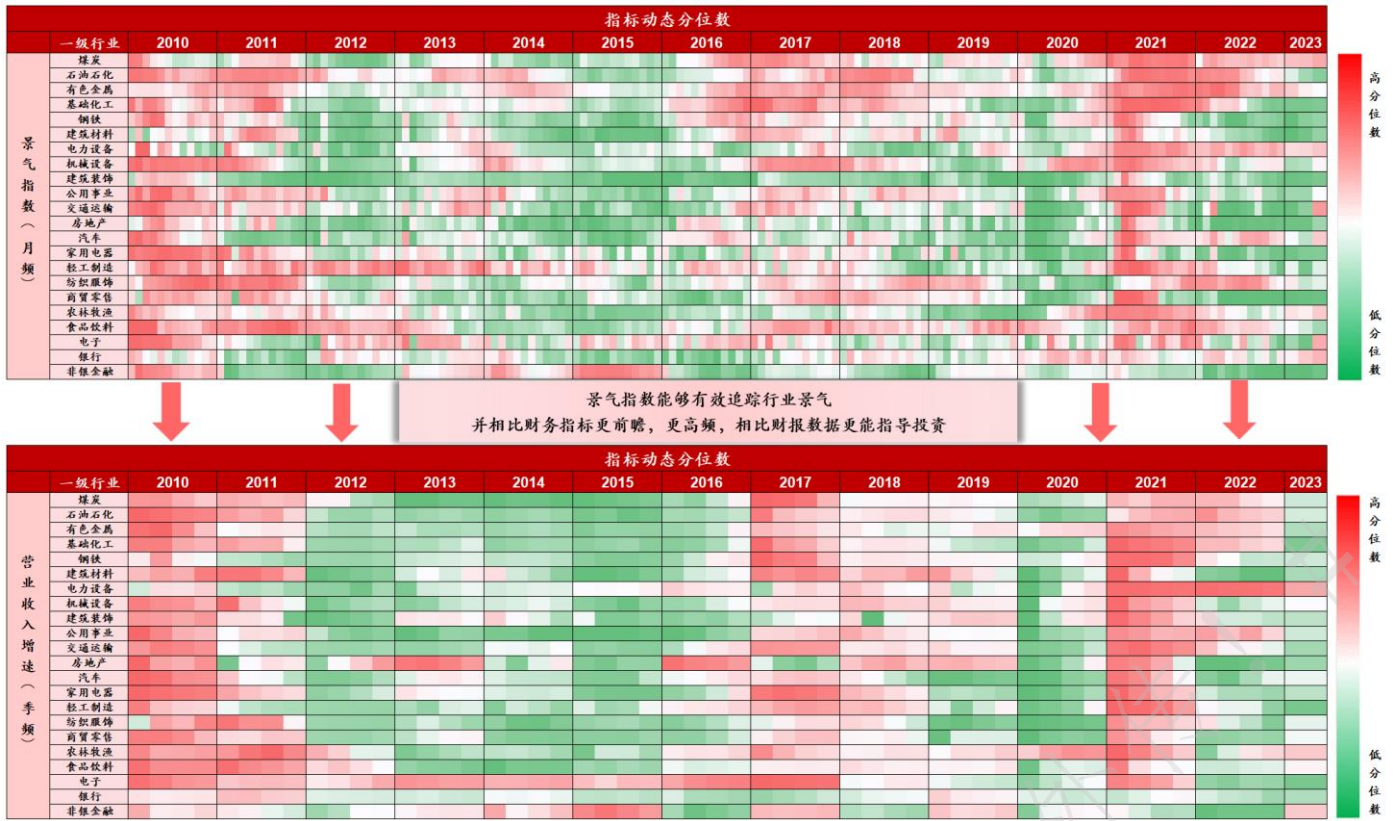 指标动态分位数
一级行业 2010 2011 2012 2013 2014 2015 2016 2017 2018 2019 2020 2021 2022 2023
景气指数（月频）
煤炭
石油石化
有色金属
基础化工
钢铁
建筑材料
电力设备
机械设备
建筑装饰
公用事业
交通运输
房地产
汽车
家用电器
轻工制造
纺织服饰
商贸零售
农林牧渔
食品饮料
电子
银行
非银金融
高分位数
低分位数
景气指数能够有效追踪行业景气
并相比财务指标更前瞻，更高频，相比财报数据更能指导投资
指标动态分位数
一级行业 2010 2011 2012 2013 2014 2015 2016 2017 2018 2019 2020 2021 2022 2023
营业收入增速（季频）
煤炭
石油石化
有色金属
基础化工
钢铁
建筑材料
电力设备
机械设备
建筑装饰
公用事业
交通运输
房地产
汽车
家用电器
轻工制造
纺织服饰
商贸零售
农林牧渔
食品饮料
电子
银行
非银金融
高分位数
低分位数